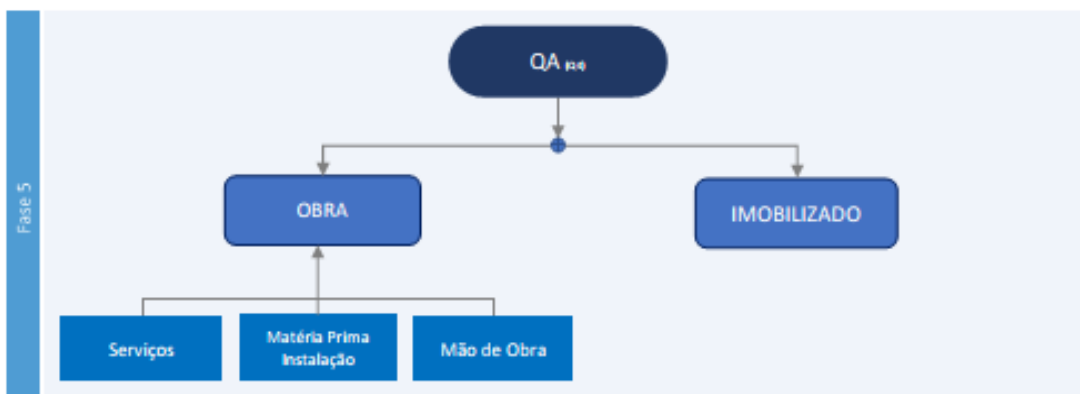 QA
OBRA
IMOBILIZADO
Fase 5
Serviços
Matéria Prima
Instalação
Mão de Obra